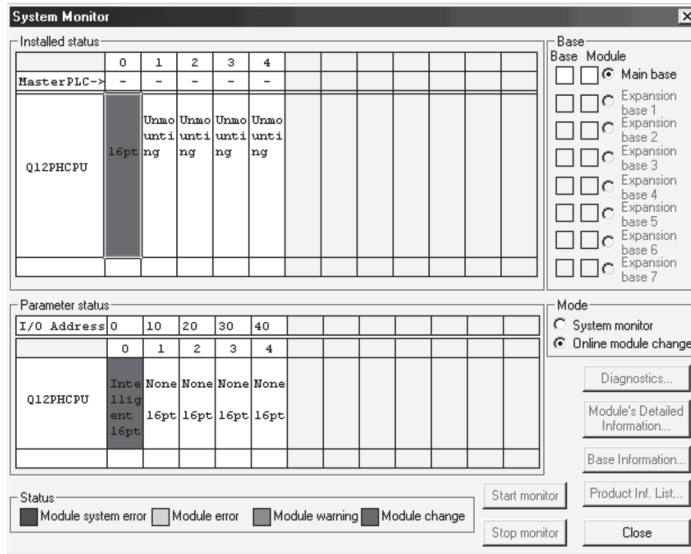 System Monitor
Installed status
0 1 2 3 4
MasterPLC-> - - - - -
Q12PHCPU
16pt
Unmo
unti
ng
Unmo
unti
ng
Unmo
unti
ng
Unmo
unti
ng
Base
Base Module
Main base
Expansion
base 1
Expansion
base 2
Expansion
base 3
Expansion
base 4
Expansion
base 5
Expansion
base 6
Expansion
base 7
Parameter status
I/O Address 0 10 20 30 40
0 1 2 3 4
Q12PHCPU
Inte
llig
ent
16pt
None
16pt
None
16pt
None
16pt
None
16pt
Mode
System monitor
Online module change
Diagnostics...
Module's Detailed
Information...
Base Information...
Product Inf. List...
Close
Status
Module system error Module error Module warning Module change
Start monitor
Stop monitor